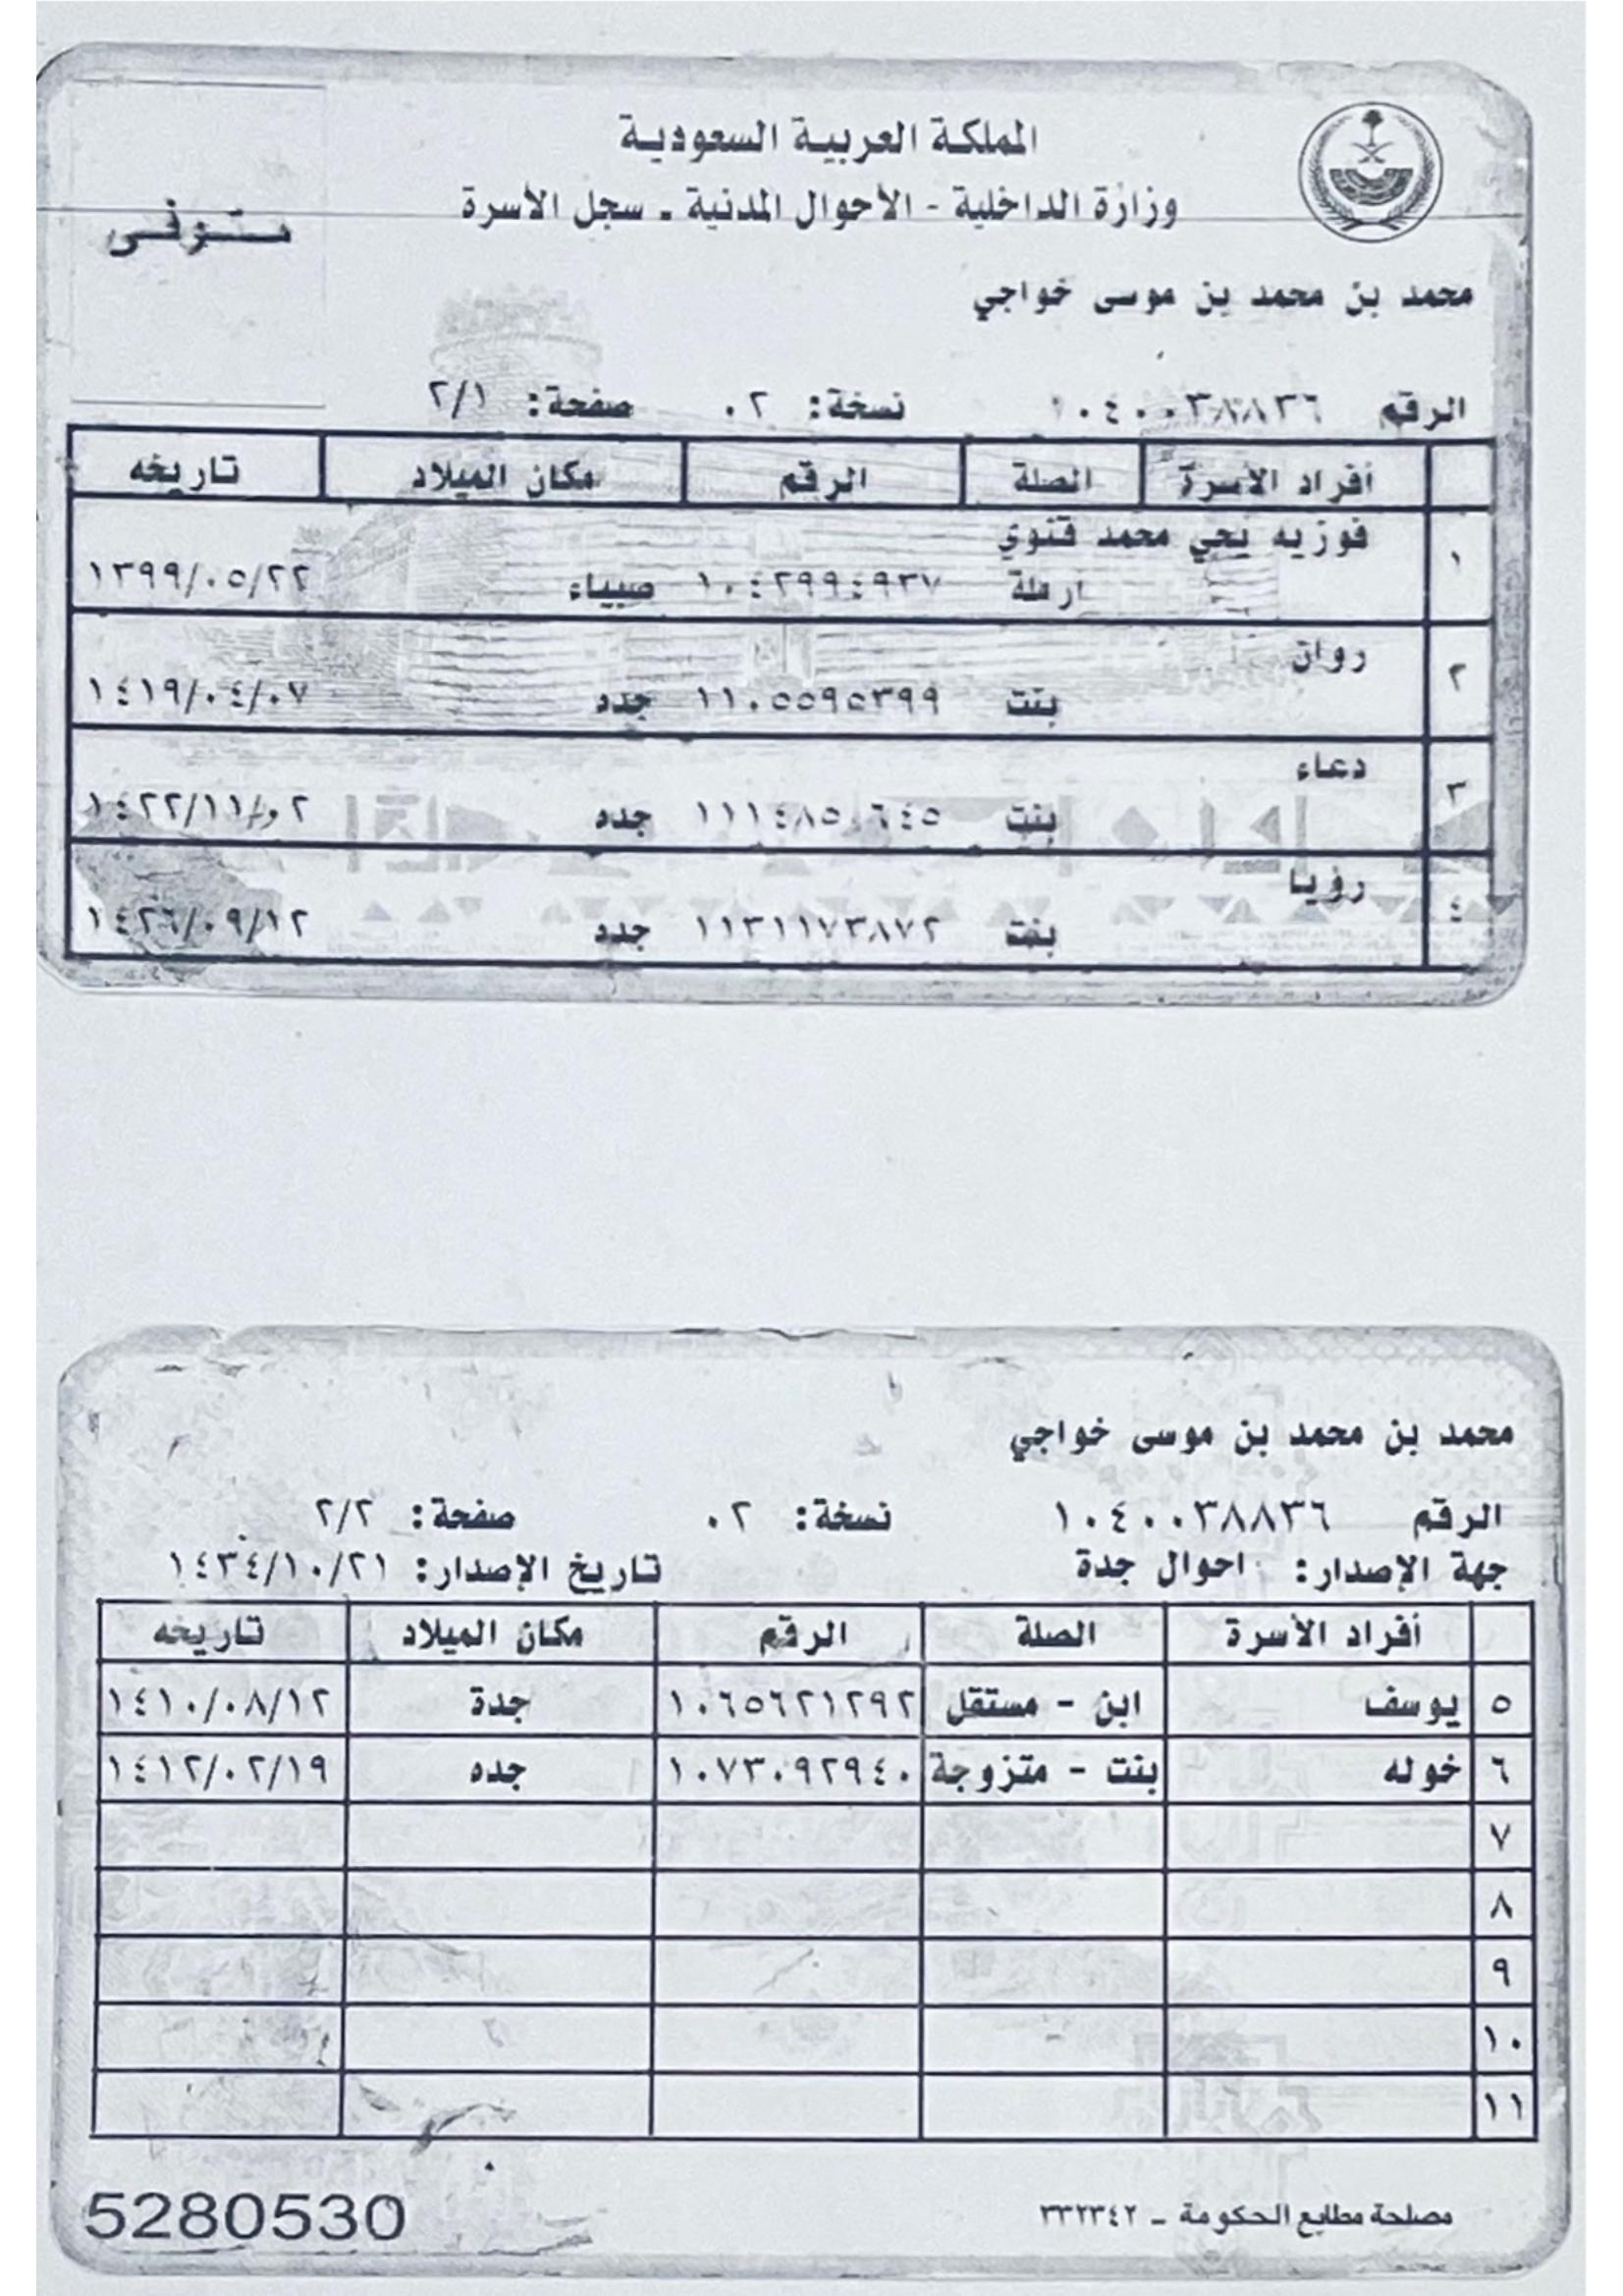 المملكة العربية السعودية
وزارة الداخلية - الأحوال المدنية - سجل الأسرة
متوفى
محمد بن محمد بن موسى خواجي
الرقم ١٠٤٠٠٣٨٨٣٦ نسخة: ٠٢ صفحة: ٢/١
أفراد الأسرة الصلة الرقم مكان الميلاد تاريخه
١ فوزيه يحي محمد قنوي
ارملة ١٠٤٢٩٩٤٩٣٧ صبياء ١٣٩٩/٠٥/٢٢
٢ روان
بنت ١١٠٥٥٩٥٣٩٩ جدد ١٤١٩/٠٤/٠٧
٣ دعاء
بنت ١١١٤٨٥٠٦٤٥ جدد ١٤٢٢/١١/٠٢
٤ رؤيا
بنت ١١٣١١٧٣٨٧٢ جدد ١٤٢٦/٠٩/١٢
محمد بن محمد بن موسى خواجي
الرقم ١٠٤٠٠٣٨٨٣٦ نسخة: ٠٢ صفحة: ٢/٢
جهة الإصدار: احوال جدة تاريخ الإصدار: ١٤٣٤/١٠/٢١
أفراد الأسرة الصلة الرقم مكان الميلاد تاريخه
٥ يوسف ابن - مستقل ١٠٦٥٦٢١٢٩٢ جدة ١٤١٠/٠٨/١٢
٦ خوله بنت - متزوجة ١٠٧٣٠٩٢٩٤٠ جده ١٤١٢/٠٢/١٩
٧
٨
٩
١٠
١١
مصلحة مطابع الحكومة - ٣٣٢٣٤٢
5280530